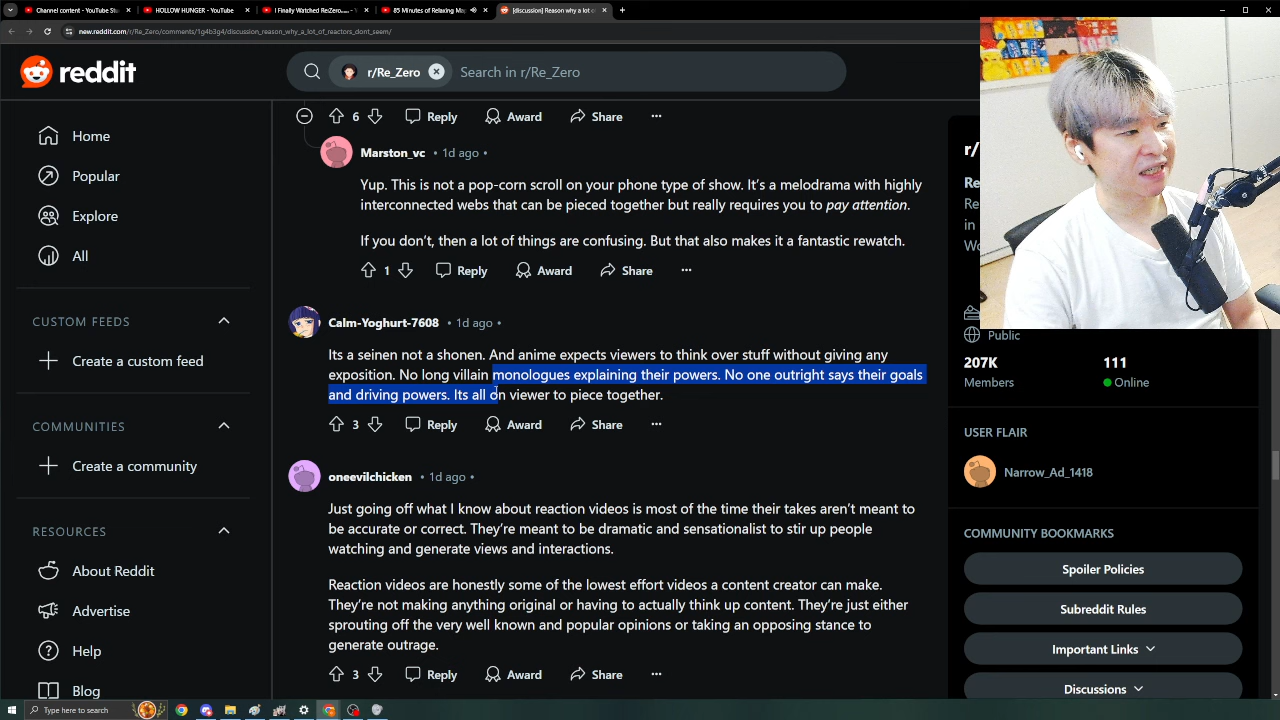 Channel content - YouTube Stu
HOLLOW HUNGER - YouTube
I Finally Watched Re:Zero...
85 Minutes of Relaxing Ma
[discussion] Reason why a lot o
new.reddit.com/r/Re_Zero/comments/1g4b3g4/discussion_reason_why_a_lot_of_reactors_dont_seem/
reddit
r/Re_Zero
Search in r/Re_Zero
Home
Popular
Explore
All
CUSTOM FEEDS
Create a custom feed
COMMUNITIES
Create a community
RESOURCES
About Reddit
Advertise
Help
Blog
6 Reply Award Share
Marston_vc • 1d ago •
Yup. This is not a pop-corn scroll on your phone type of show. It's a melodrama with highly
interconnected webs that can be pieced together but really requires you to pay attention.
If you don't, then a lot of things are confusing. But that also makes it a fantastic rewatch.
1 Reply Award Share
Calm-Yoghurt-7608 • 1d ago •
Its a seinen not a shonen. And anime expects viewers to think over stuff without giving any
exposition. No long villain monologues explaining their powers. No one outright says their goals
and driving powers. Its all on viewer to piece together.
3 Reply Award Share
oneevilchicken • 1d ago •
Just going off what I know about reaction videos is most of the time their takes aren't meant to
be accurate or correct. They're meant to be dramatic and sensationalist to stir up people
watching and generate views and interactions.
Reaction videos are honestly some of the lowest effort videos a content creator can make.
They're not making anything original or having to actually think up content. They're just either
sprouting off the very well known and popular opinions or taking an opposing stance to
generate outrage.
3 Reply Award Share
r/
Re
Re
in
Wo
Public
207K 111
Members Online
USER FLAIR
Narrow_Ad_1418
COMMUNITY BOOKMARKS
Spoiler Policies
Subreddit Rules
Important Links
Discussions
Type here to search